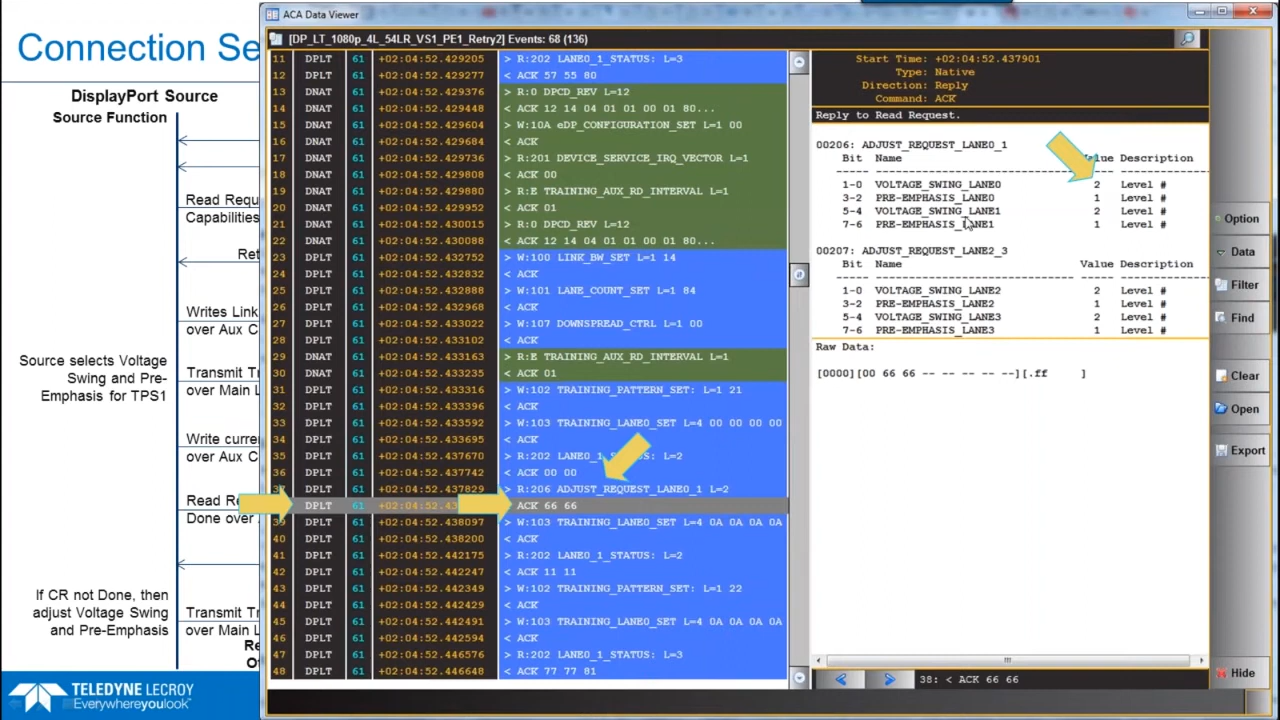 Connection Se
DisplayPort Source
Source Function
Read Requ
Capabilities
Ret
Writes Link
over Aux C
Source selects Voltage
Swing and Pre-
Emphasis for TPS1
Transmit Tr
over Main L
Write curre
over Aux C
Read Re
Done over
If CR not Done, then
adjust Voltage Swing
and Pre-Emphasis
Transmit Tr
over Main L
Re
O
TELEDYNE LECROY
Everywhereyoulook™
ACA Data Viewer
[DP_LT_1080p_4L_54LR_VS1_PE1_Retry2] Events: 68 (136)
11 DPLT 61 +02:04:52.429205 > R:202 LANE0_1_STATUS: L=3
12 DPLT 61 +02:04:52.429277 < ACK 57 55 80
13 DNAT 61 +02:04:52.429376 > R:0 DPCD_REV L=12
14 DNAT 61 +02:04:52.429448 < ACK 12 14 04 01 01 00 01 80...
15 DNAT 61 +02:04:52.429604 > W:10A eDP_CONFIGURATION_SET L=1 00
16 DNAT 61 +02:04:52.429684 < ACK
17 DNAT 61 +02:04:52.429736 > R:201 DEVICE_SERVICE_IRQ_VECTOR L=1
18 DNAT 61 +02:04:52.429808 < ACK 00
19 DNAT 61 +02:04:52.429880 > R:E TRAINING_AUX_RD_INTERVAL L=1
20 DNAT 61 +02:04:52.429952 < ACK 01
21 DNAT 61 +02:04:52.430015 > R:0 DPCD_REV L=12
22 DNAT 61 +02:04:52.430088 < ACK 12 14 04 01 01 00 01 80...
23 DPLT 61 +02:04:52.432752 > W:100 LINK_BW_SET L=1 14
24 DPLT 61 +02:04:52.432832 < ACK
25 DPLT 61 +02:04:52.432888 > W:101 LANE_COUNT_SET L=1 84
26 DPLT 61 +02:04:52.432968 < ACK
27 DPLT 61 +02:04:52.433022 > W:107 DOWNSPREAD_CTRL L=1 00
28 DPLT 61 +02:04:52.433102 < ACK
29 DNAT 61 +02:04:52.433163 > R:E TRAINING_AUX_RD_INTERVAL L=1
30 DNAT 61 +02:04:52.433235 < ACK 01
31 DPLT 61 +02:04:52.433316 > W:102 TRAINING_PATTERN_SET: L=1 21
32 DPLT 61 +02:04:52.433396 < ACK
33 DPLT 61 +02:04:52.433592 > W:103 TRAINING_LANE0_SET L=4 00 00 00 00
34 DPLT 61 +02:04:52.433695 < ACK
35 DPLT 61 +02:04:52.437670 > R:202 LANE0_1 US: L=2
36 DPLT 61 +02:04:52.437742 < ACK 00 00
37 DPLT 61 +02:04:52.437829 > R:206 ADJUST_REQUEST_LANE0_1 L=2
DPLT 61 +02:04:52.43 ACK 66 66
39 DPLT 61 +02:04:52.438097 > W:103 TRAINING_LANE0_SET L=4 0A 0A 0A 0A
40 DPLT 61 +02:04:52.438200 < ACK
41 DPLT 61 +02:04:52.442175 > R:202 LANE0_1_STATUS: L=2
42 DPLT 61 +02:04:52.442247 < ACK 11 11
43 DPLT 61 +02:04:52.442349 > W:102 TRAINING_PATTERN_SET: L=1 22
44 DPLT 61 +02:04:52.442429 < ACK
45 DPLT 61 +02:04:52.442491 > W:103 TRAINING_LANE0_SET L=4 0A 0A 0A 0A
46 DPLT 61 +02:04:52.442594 < ACK
47 DPLT 61 +02:04:52.446576 > R:202 LANE0_1_STATUS: L=3
48 DPLT 61 +02:04:52.446648 < ACK 77 77 81
Start Time: +02:04:52.437901
Type: Native
Direction: Reply
Command: ACK
Reply to Read Request.
00206: ADJUST_REQUEST_LANE0_1
Bit Name Value Description
1-0 VOLTAGE_SWING_LANE0 2 Level #
3-2 PRE-EMPHASIS_LANE0 1 Level #
5-4 VOLTAGE_SWING_LANE1 2 Level #
7-6 PRE-EMPHASIS_LANE1 1 Level #
00207: ADJUST_REQUEST_LANE2_3
Bit Name Value Description
1-0 VOLTAGE_SWING_LANE2 2 Level #
3-2 PRE-EMPHASIS_LANE2 1 Level #
5-4 VOLTAGE_SWING_LANE3 2 Level #
7-6 PRE-EMPHASIS_LANE3 1 Level #
Raw Data:
[0000][00 66 66 -- -- -- -- --][.ff ]
38: < ACK 66 66
Option
Data
Filter
Find
Clear
Open
Export
Hide